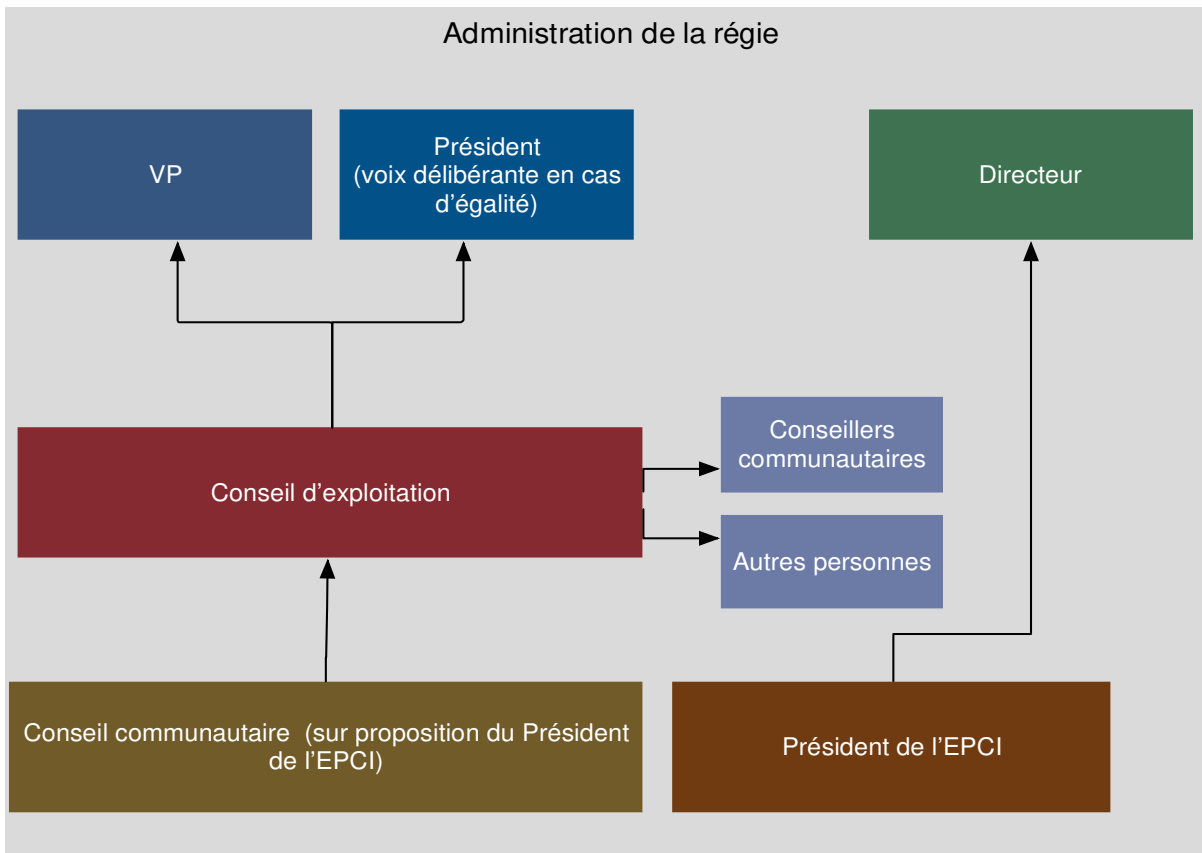 Administration de la régie
VP
Président
(voix délibérante en cas
d’égalité)
Directeur
Conseillers
communautaires
Conseil d’exploitation
Autres personnes
Conseil communautaire  (sur proposition du Président
de l’EPCI)
Président de l’EPCI